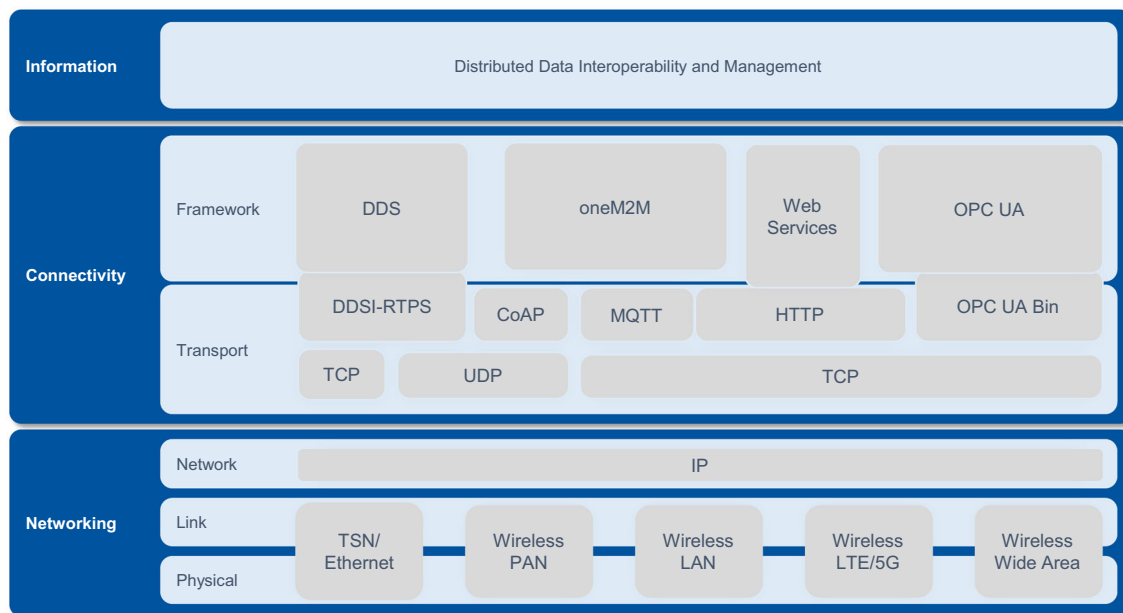 Information
Distributed Data Interoperability and Management
Connectivity
Framework
DDS
oneM2M
Web
Services
OPC UA
Transport
DDSI-RTPS
CoAP
MQTT
HTTP
OPC UA Bin
TCP
UDP
TCP
Networking
Network
IP
Link
Physical
TSN/
Ethernet
Wireless
PAN
Wireless
LAN
Wireless
LTE/5G
Wireless
Wide Area